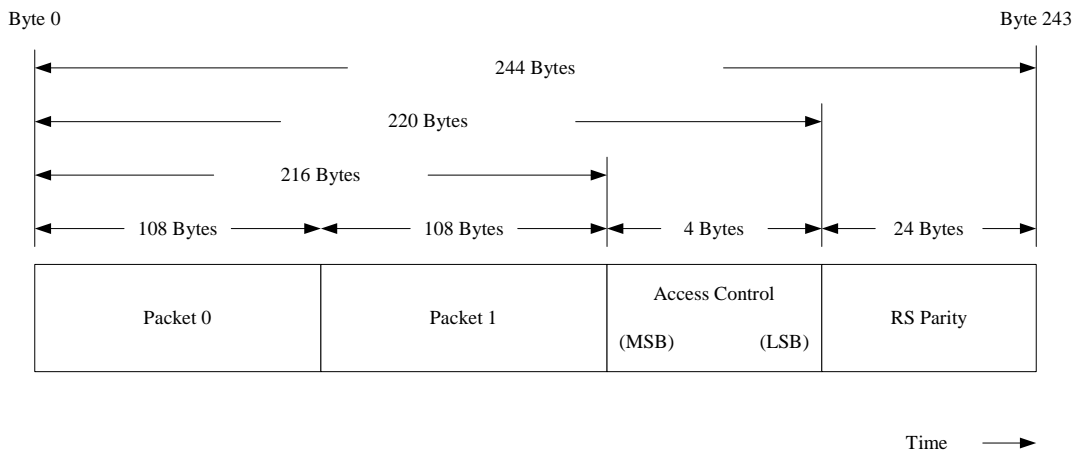 Byte 0 Byte 243
244 Bytes
220 Bytes
216 Bytes
108 Bytes 108 Bytes 4 Bytes 24 Bytes
Packet 0 Packet 1 Access Control RS Parity
(MSB) (LSB)
Time